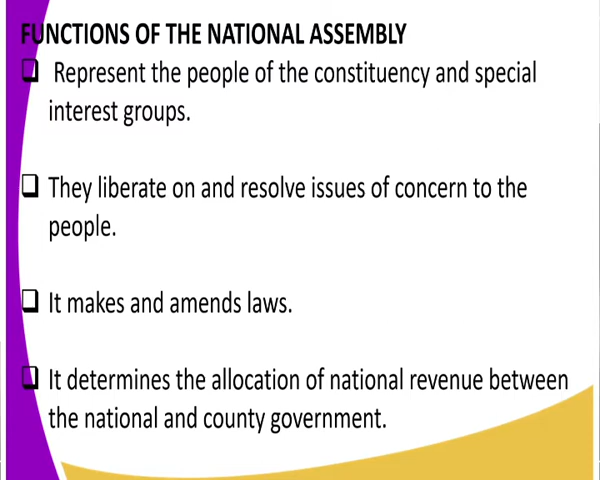 FUNCTIONS OF THE NATIONAL ASSEMBLY
Represent the people of the constituency and special
interest groups.
They liberate on and resolve issues of concern to the
people.
It makes and amends laws.
It determines the allocation of national revenue between
the national and county government.